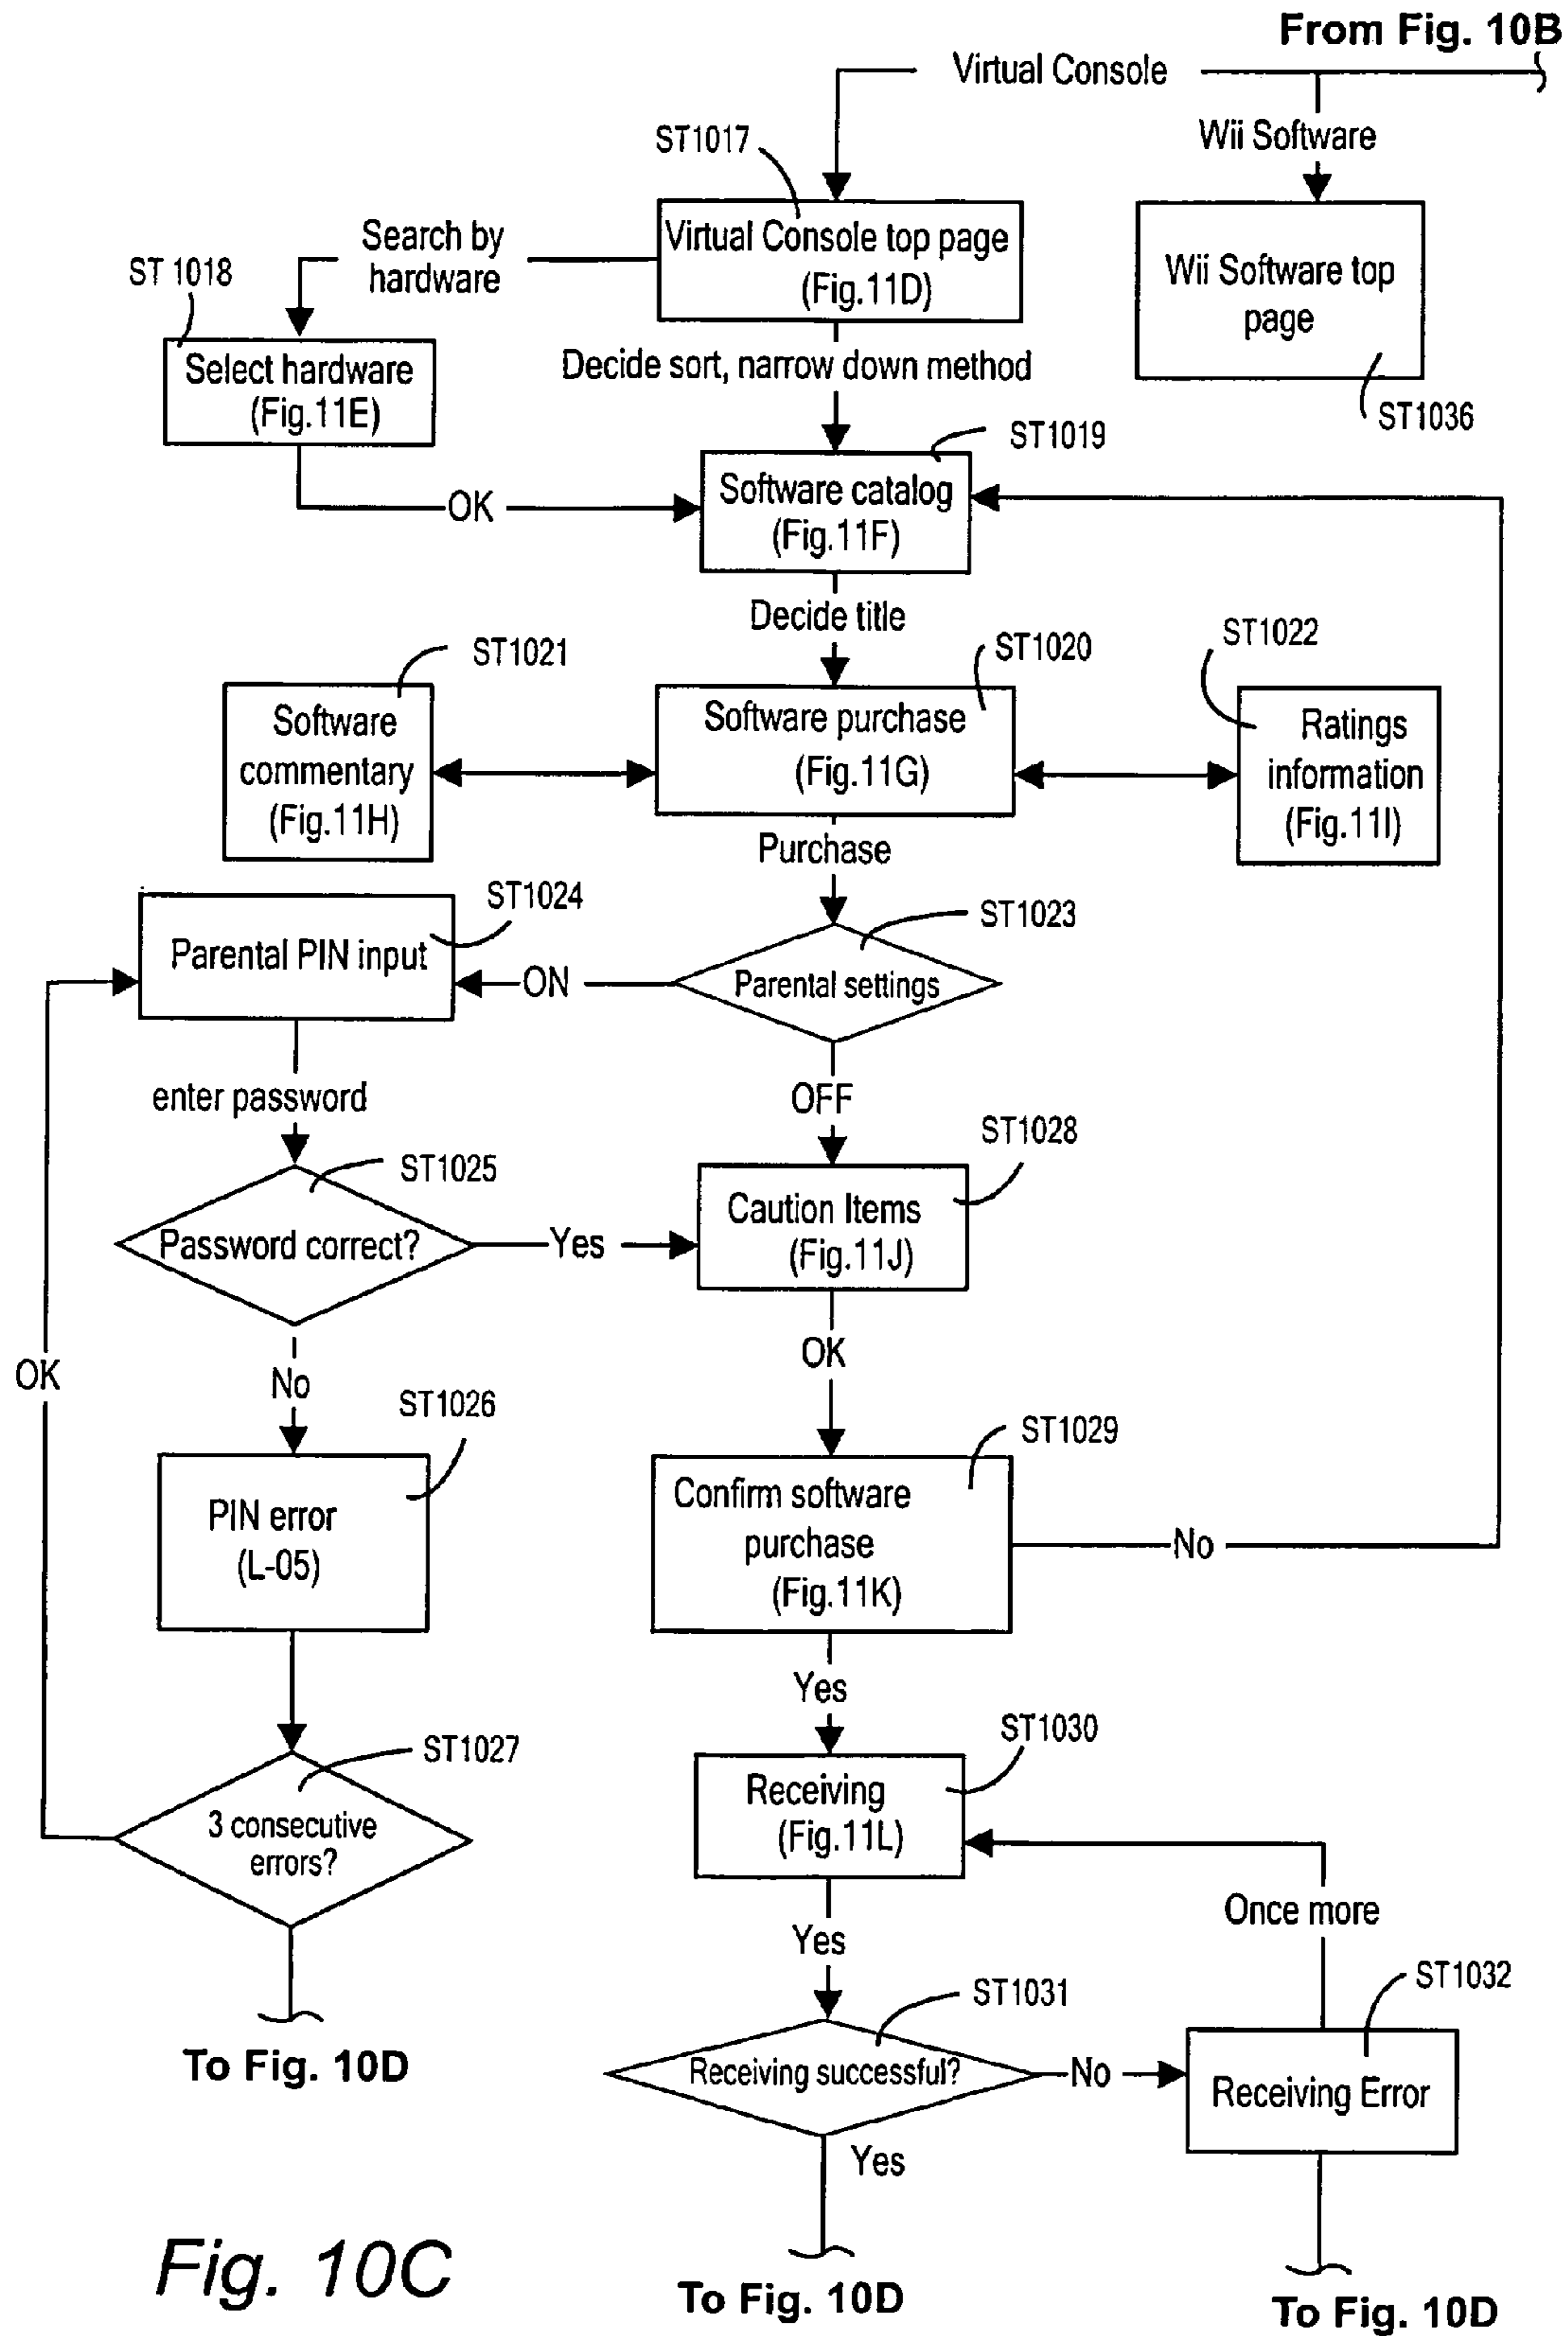 From Fig. 10B
Virtual Console
Wii Software
ST1017
Virtual Console top page
(Fig.11D)
Wii Software top
page
ST1036
Search by
hardware
ST 1018
Select hardware
(Fig.11E)
Decide sort, narrow down method
ST1019
OK
Software catalog
(Fig.11F)
Decide title
ST1021
ST1020
ST1022
Software
commentary
(Fig.11H)
Software purchase
(Fig.11G)
Ratings
information
(Fig.11I)
Purchase
ST1024
ST1023
Parental PIN input
ON
Parental settings
enter password
OFF
ST1028
ST1025
Password correct?
Yes
Caution Items
(Fig.11J)
OK
OK
No
ST1026
ST1029
PIN error
(L-05)
Confirm software
purchase
(Fig.11K)
No
Yes
ST1027
ST1030
3 consecutive
errors?
Receiving
(Fig.11L)
Once more
Yes
ST1031
ST1032
To Fig. 10D
Receiving successful?
No
Receiving Error
Yes
Fig. 10C
To Fig. 10D
To Fig. 10D